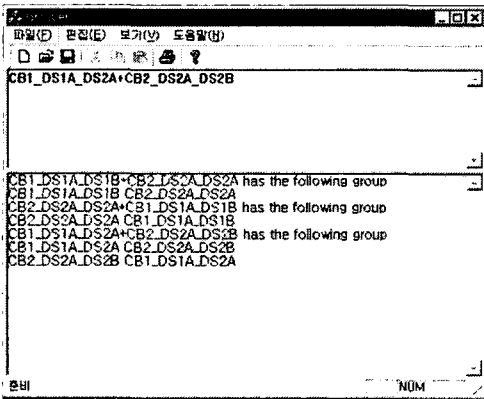 파일(F) 편집(E) 보기(V) 도움말(H)
CB1_DS1A_DS2A+CB2_DS2A_DS2B
CB1_DS1A_DS1B+CB2_DS2A_DS2A has the following group
CB1_DS1A_DS1B CB2_DS2A_DS2A
CB2_DS2A_DS2A+CB1_DS1A_DS1B has the following group
CB2_DS2A_DS2A CB1_DS1A_DS1B
CB1_DS1A_DS2A+CB2_DS2A_DS2B has the following group
CB1_DS1A_DS2A CB2_DS2A_DS2B
CB2_DS2A_DS2B CB1_DS1A_DS2A
준비 NUM